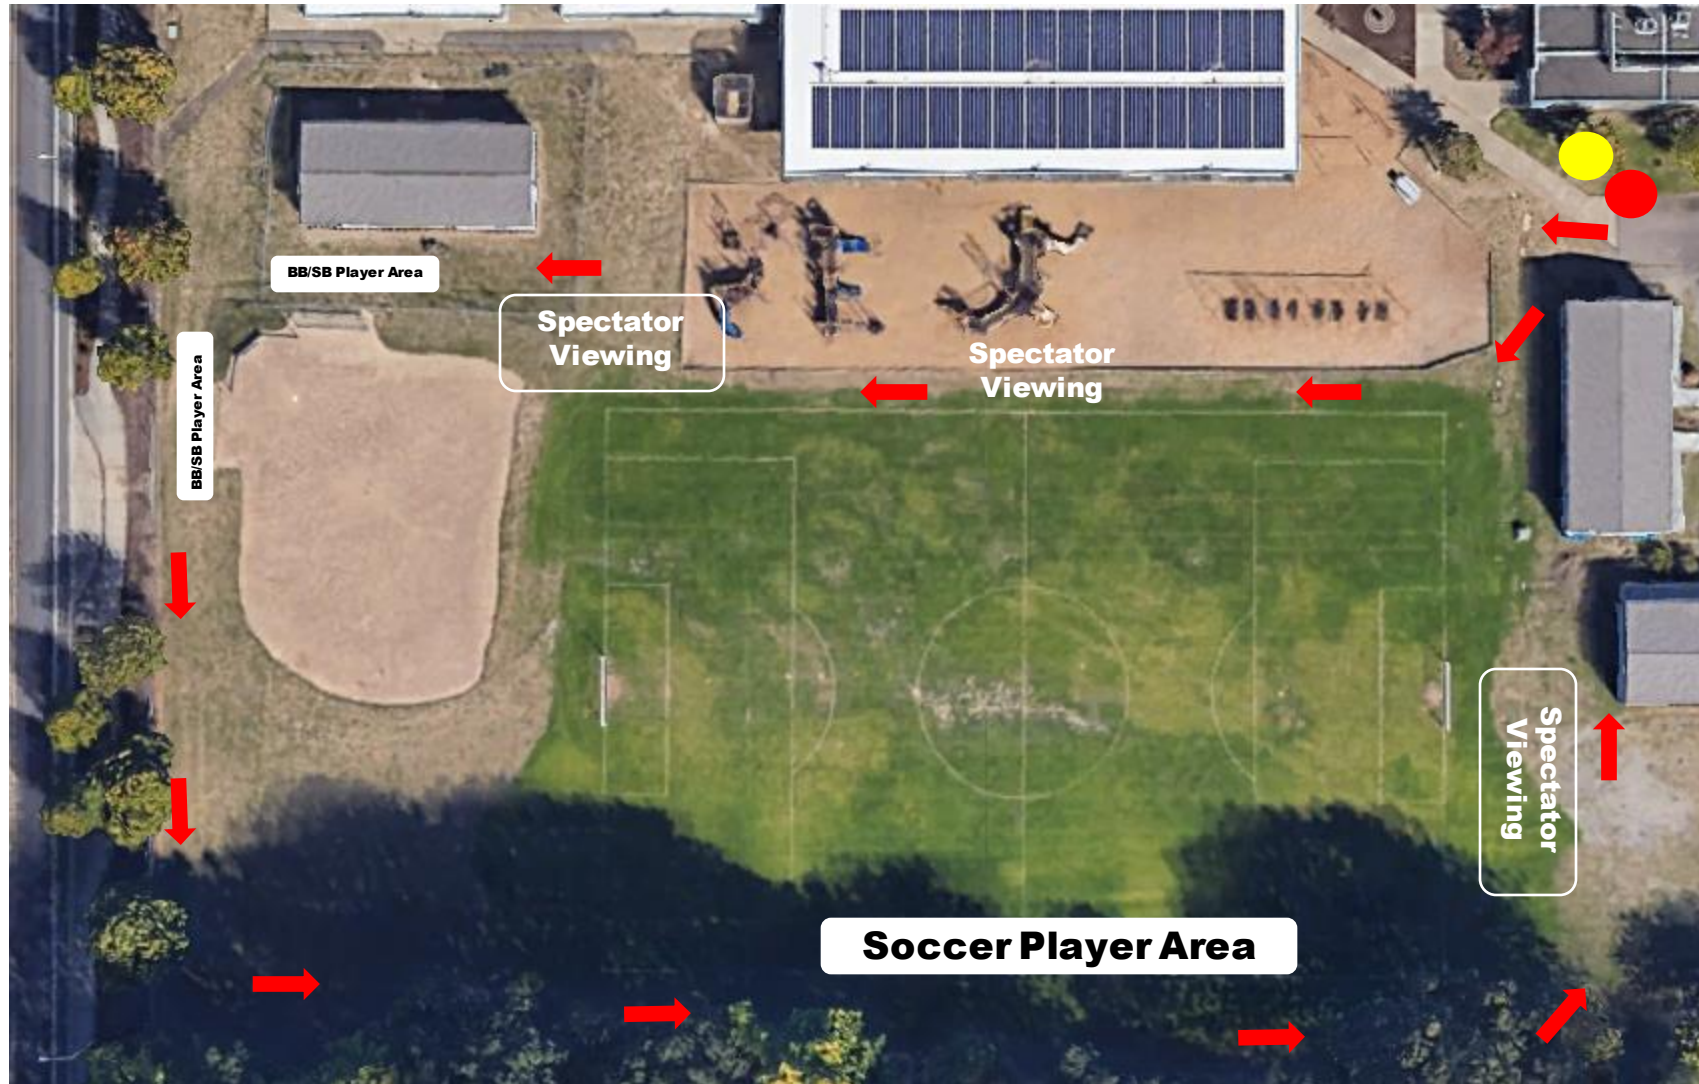 BB/SB Player Area
Spectator
Viewing
Spectator
Viewing
BB/SB Player Area
Spectator
Viewing
Soccer Player Area